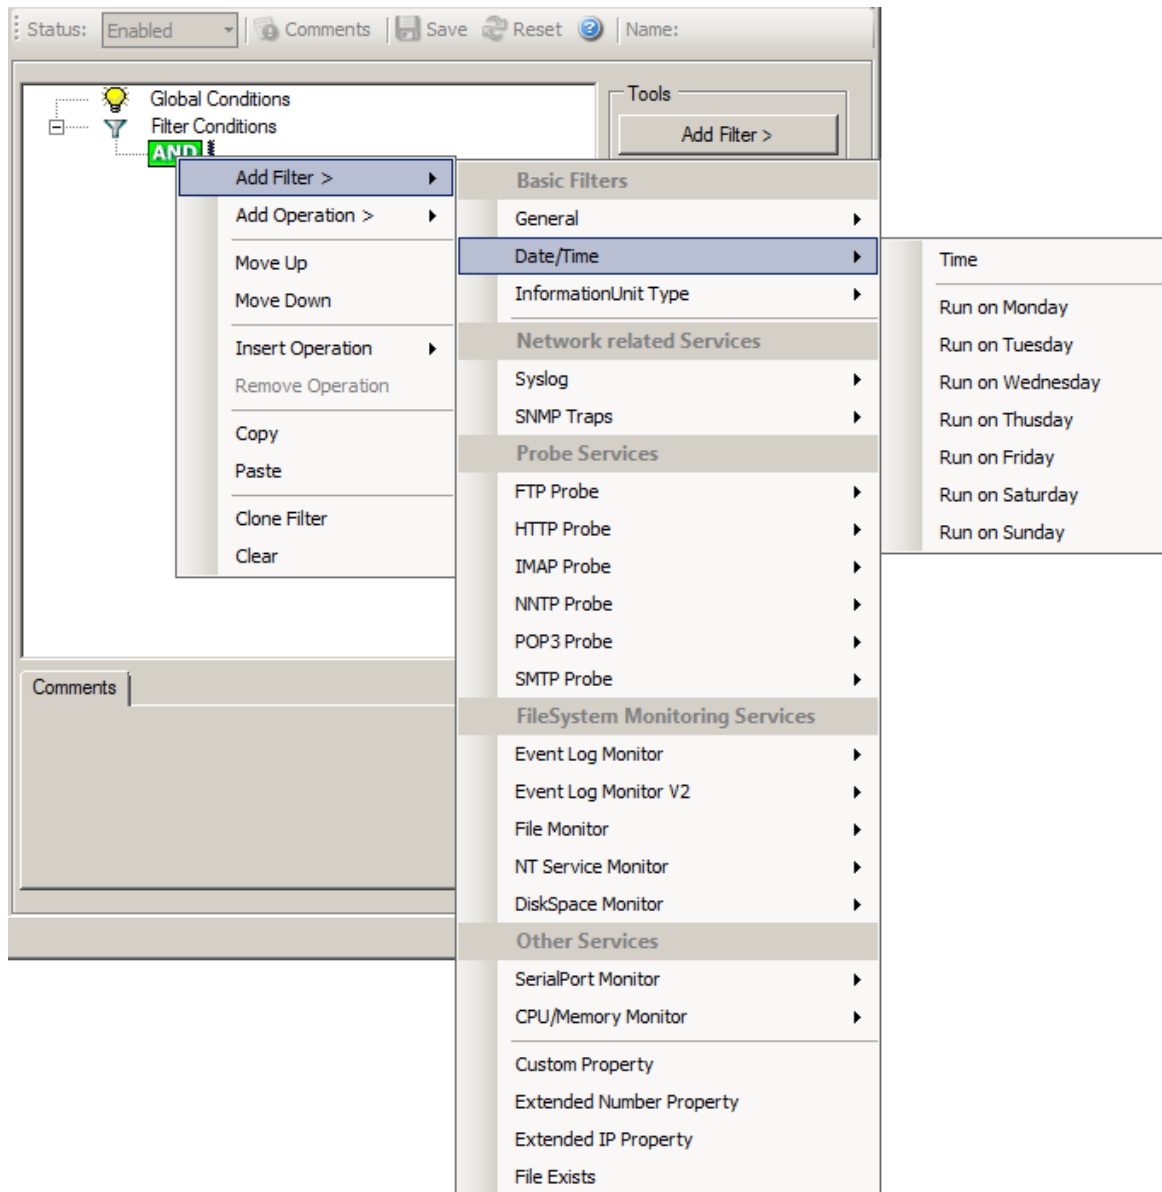 Status: Enabled Comments Save Reset Name:
Global Conditions
Filter Conditions
AND
Tools
Add Filter >
Add Filter >
Add Operation >
Move Up
Move Down
Insert Operation
Remove Operation
Copy
Paste
Clone Filter
Clear
Basic Filters
General
Date/Time
InformationUnit Type
Network related Services
Syslog
SNMP Traps
Probe Services
FTP Probe
HTTP Probe
IMAP Probe
NNTP Probe
POP3 Probe
SMTP Probe
FileSystem Monitoring Services
Event Log Monitor
Event Log Monitor V2
File Monitor
NT Service Monitor
DiskSpace Monitor
Other Services
SerialPort Monitor
CPU/Memory Monitor
Custom Property
Extended Number Property
Extended IP Property
File Exists
Time
Run on Monday
Run on Tuesday
Run on Wednesday
Run on Thusday
Run on Friday
Run on Saturday
Run on Sunday
Comments